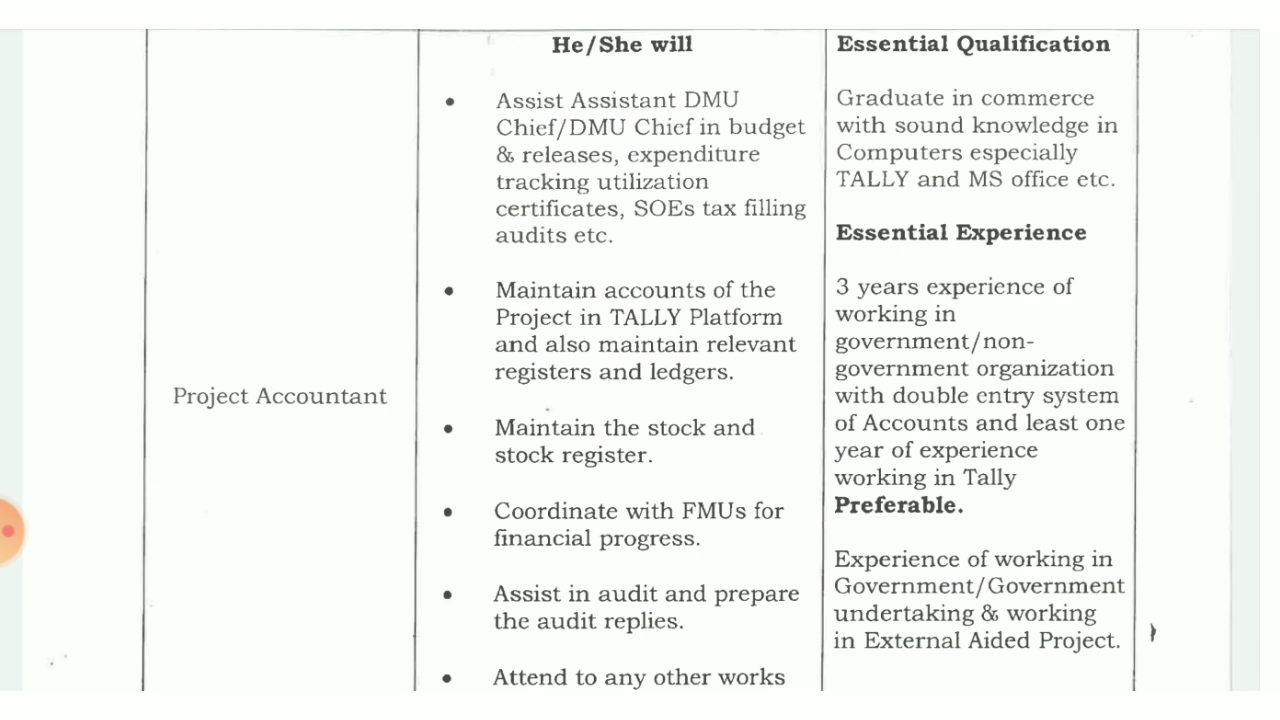 Project Accountant
He/She will
• Assist Assistant DMU
Chief/DMU Chief in budget
& releases, expenditure
tracking utilization
certificates, SOEs tax filling
audits etc.
• Maintain accounts of the
Project in TALLY Platform
and also maintain relevant
registers and ledgers.
• Maintain the stock and
stock register.
• Coordinate with FMUs for
financial progress.
• Assist in audit and prepare
the audit replies.
• Attend to any other works
Essential Qualification
Graduate in commerce
with sound knowledge in
Computers especially
TALLY and MS office etc.
Essential Experience
3 years experience of
working in
government/non-
government organization
with double entry system
of Accounts and least one
year of experience
working in Tally
Preferable.
Experience of working in
Government/Government
undertaking & working
in External Aided Project.